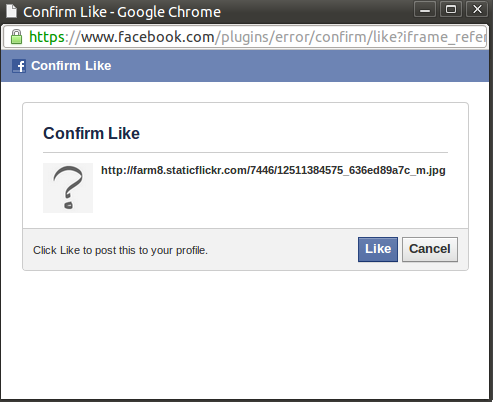 Confirm Like - Google Chrome
https://www.facebook.com/plugins/error/confirm/like?iframe_refer
Confirm Like
Confirm Like
http://farm8.staticflickr.com/7446/12511384575_636ed89a7c_m.jpg
Click Like to post this to your profile.
Like Cancel